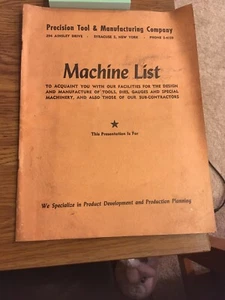 Precision Tool & Manufacturing Company
SYRACUSE 5, NEW YORK
Machine List
TO ACQUAINT YOU WITH OUR FACILITIES FOR THE DESIGN
AND MANUFACTURE OF TOOLS, DIES, GAUGES AND SPECIAL
MACHINERY, AND ALSO THOSE OF OUR SUB-CONTRACTORS
This Presentation Is For
We Specialize in Product Development and Production Planning